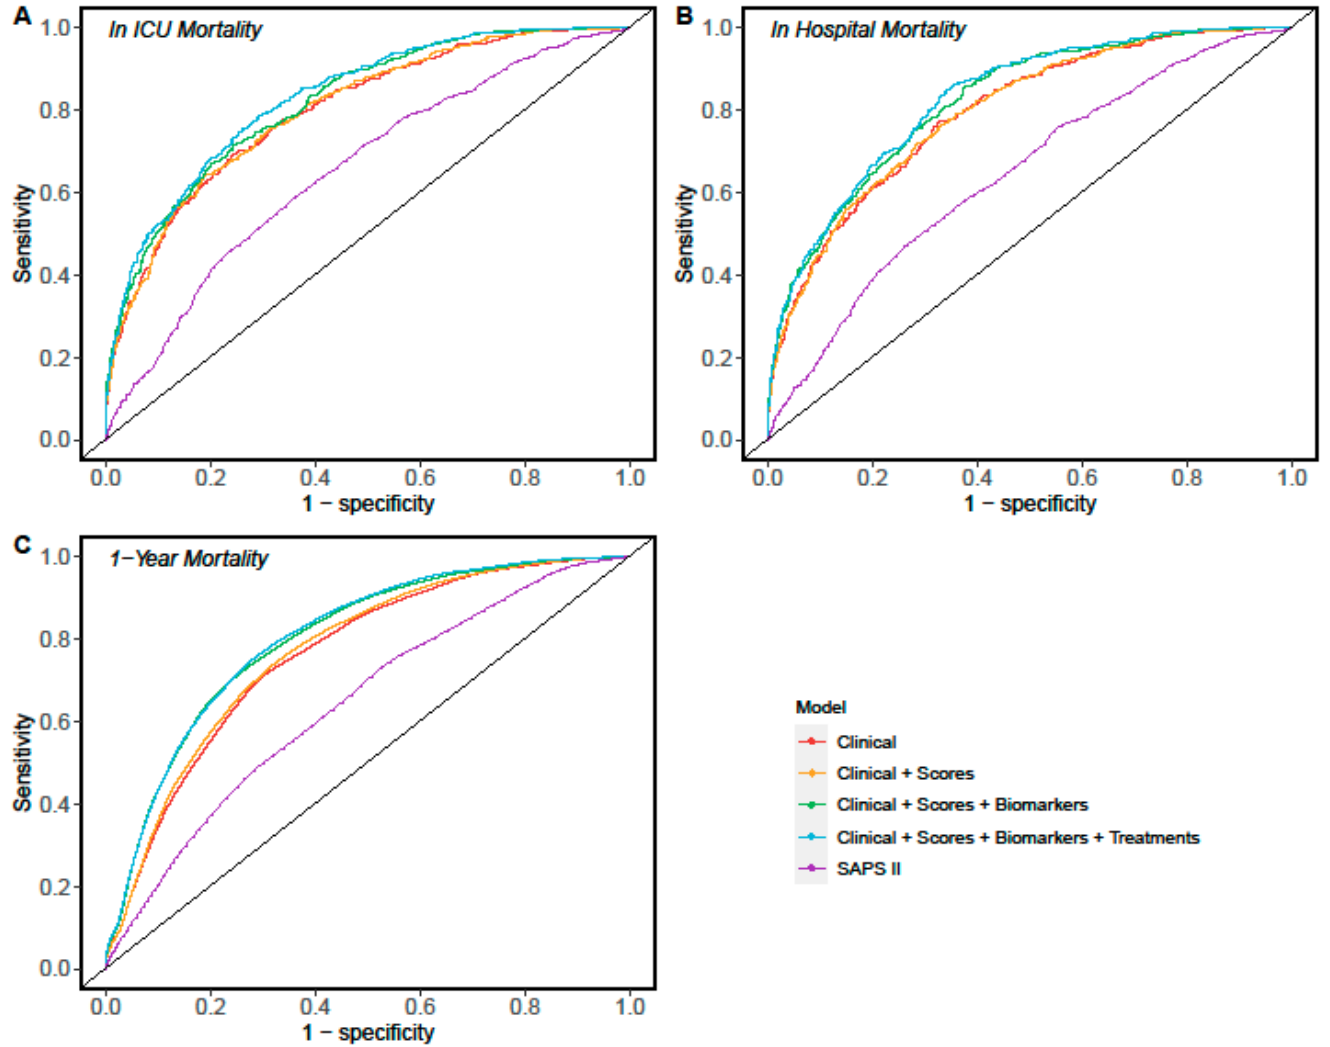 A
In ICU Mortality
1.0
0.8
0.6
0.4
0.2
0.0
Sensitivity
0.0 0.2 0.4 0.6 0.8 1.0
1 − specificity
B
In Hospital Mortality
1.0
0.8
0.6
0.4
0.2
0.0
Sensitivity
0.0 0.2 0.4 0.6 0.8 1.0
1 − specificity
C
1−Year Mortality
1.0
0.8
0.6
0.4
0.2
0.0
Sensitivity
0.0 0.2 0.4 0.6 0.8 1.0
1 − specificity
Model
Clinical
Clinical + Scores
Clinical + Scores + Biomarkers
Clinical + Scores + Biomarkers + Treatments
SAPS II